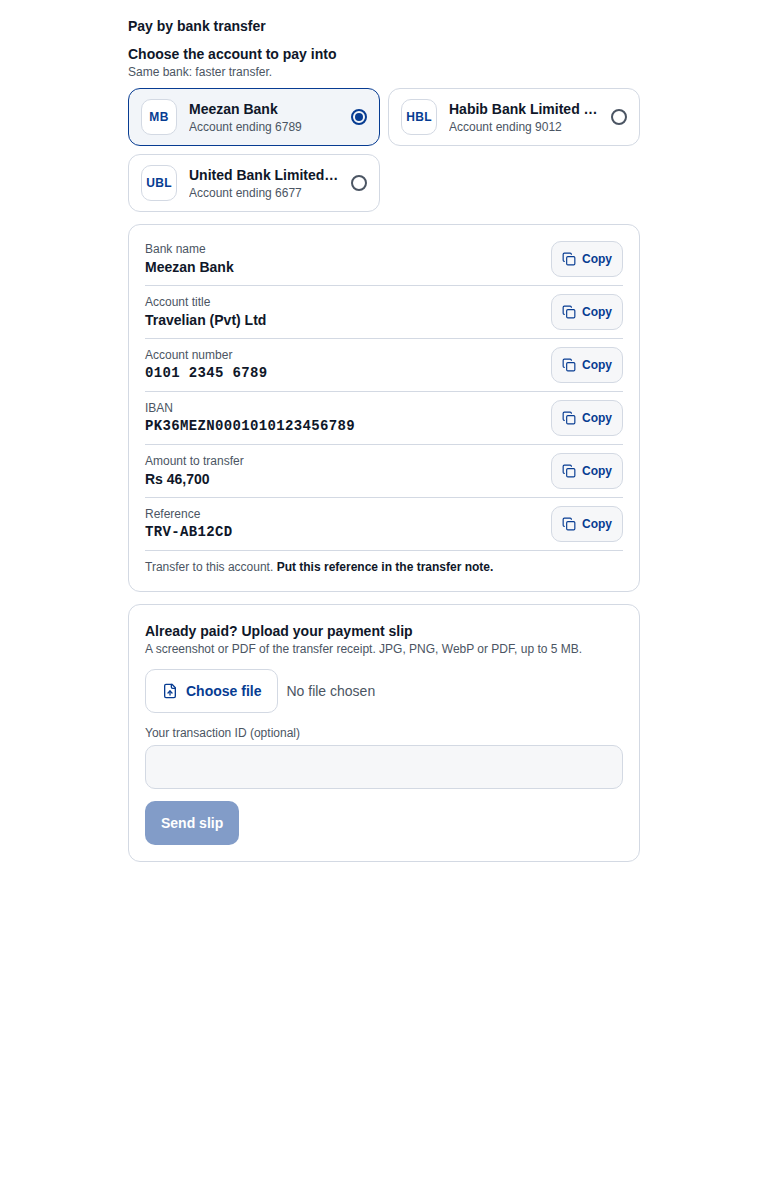 Pay by bank transfer
Choose the account to pay into
Same bank: faster transfer.
MB
Meezan Bank
Account ending 6789
HBL
Habib Bank Limited …
Account ending 9012
UBL
United Bank Limited…
Account ending 6677
Bank name
Meezan Bank
Copy
Account title
Travelian (Pvt) Ltd
Copy
Account number
0101 2345 6789
Copy
IBAN
PK36MEZN0001010123456789
Copy
Amount to transfer
Rs 46,700
Copy
Reference
TRV-AB12CD
Copy
Transfer to this account. Put this reference in the transfer note.
Already paid? Upload your payment slip
A screenshot or PDF of the transfer receipt. JPG, PNG, WebP or PDF, up to 5 MB.
Choose file No file chosen
Your transaction ID (optional)
Send slip